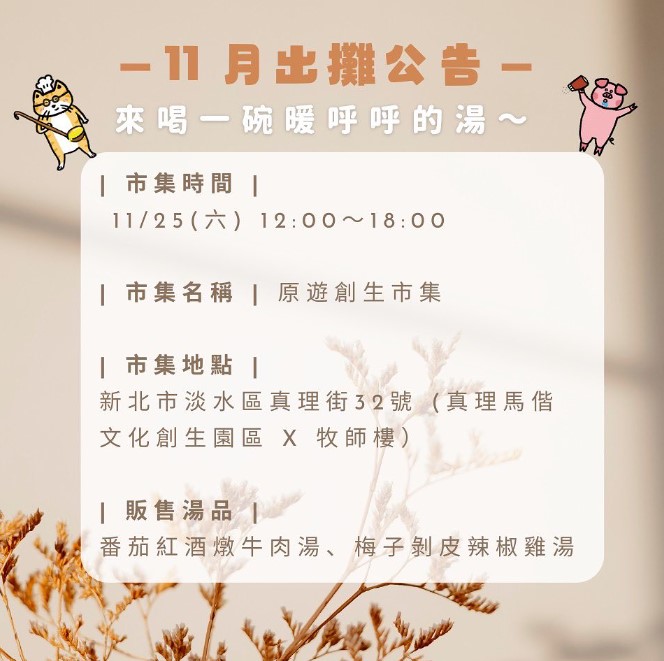 －11月出攤公告－
來喝一碗暖呼呼的湯～
| 市集時間 |
11/25(六) 12:00～18:00
| 市集名稱 | 原遊創生市集
| 市集地點 |
新北市淡水區真理街32號 (真理馬偕
文化創生園區 X 牧師樓)
| 販售湯品 |
番茄紅酒燉牛肉湯、梅子剝皮辣椒雞湯